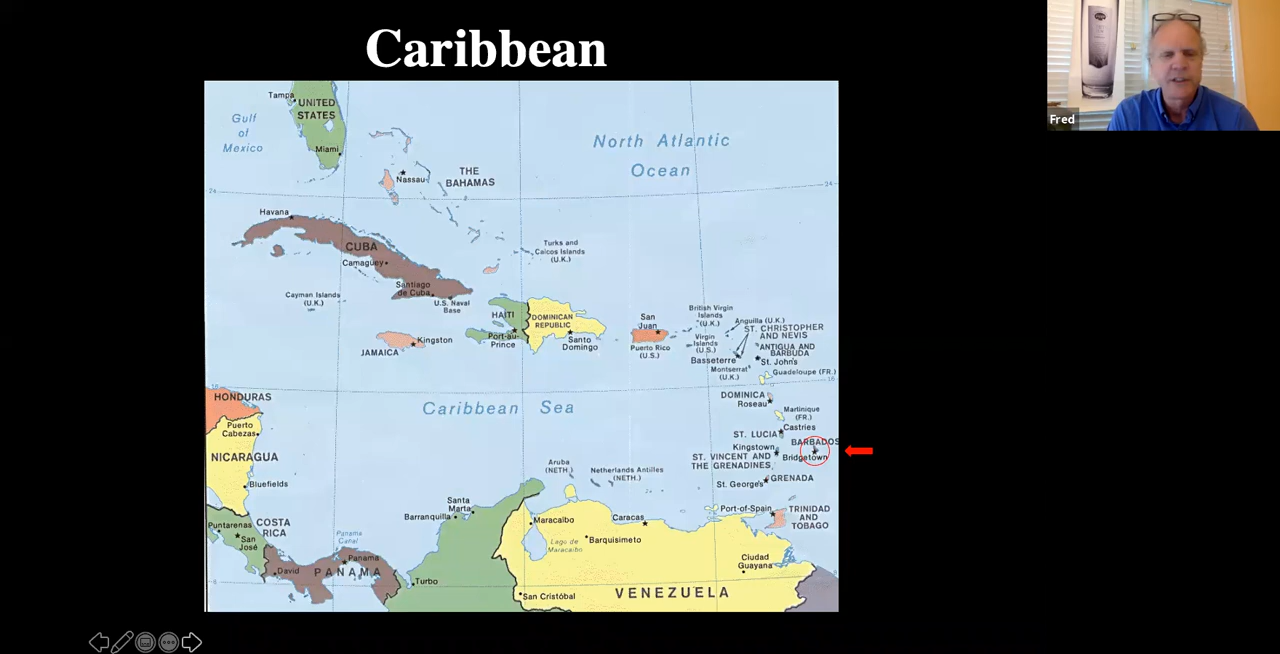 Caribbean
Fred
Tampa
UNITED
STATES
Gulf
of
Mexico
Miami
North Atlantic
Ocean
THE
BAHAMAS
Nassau
24
24
Havana
CUBA
Camagüey
Turks and
Caicos Islands
(U.K.)
Santiago
de Cuba
U.S. Naval
Base
Cayman Islands
(U.K.)
HAITI
DOMINICAN
REPUBLIC
Port-au-
Prince
Santo
Domingo
San
Juan
Puerto Rico
(U.S.)
British Virgin
Islands
(U.K.)
Virgin
Islands
(U.S.)
Anguilla (U.K.)
ST. CHRISTOPHER
AND NEVIS
ANTIGUA AND
BARBUDA
Basseterre
St. John's
Montserrat
(U.K.)
Guadeloupe (FR.)
16
16
Kingston
JAMAICA
HONDURAS
Caribbean Sea
DOMINICA
Roseau
Martinique
(FR.)
Puerto
Cabezas
Castries
ST. LUCIA
BARBADOS
Kingstown
Bridgetown
NICARAGUA
ST. VINCENT AND
THE GRENADINES
Aruba
(NETH.)
Netherlands Antilles
(NETH.)
Bluefields
St. George's
GRENADA
Santa
Marta
Barranquilla
Port-of-Spain
TRINIDAD
AND
TOBAGO
Maracaibo
Caracas
Puntarenas
COSTA
RICA
San
José
Panama
Canal
Lago de
Maracaibo
Barquisimeto
Panama
Ciudad
Guayana
David
PANAMA
8
8
Turbo
San Cristóbal
VENEZUELA